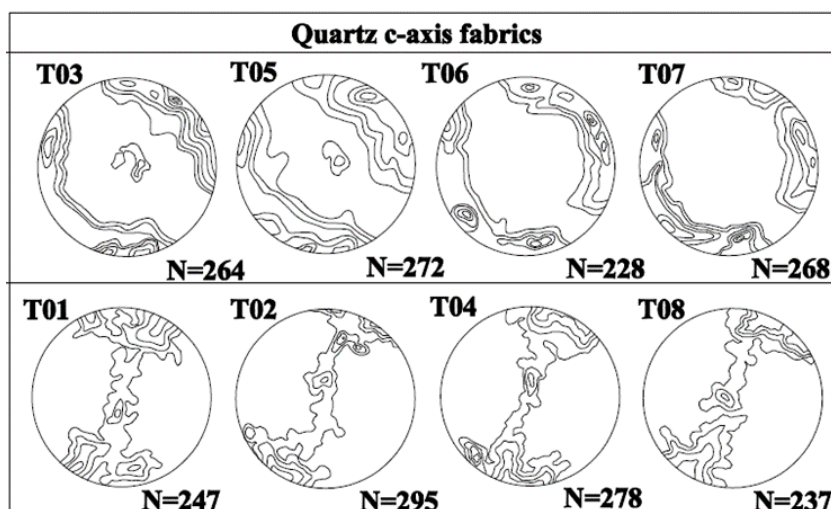 Quartz c-axis fabrics
T03 T05 T06 T07
N=264 N=272 N=228 N=268
T01 T02 T04 T08
N=247 N=295 N=278 N=237